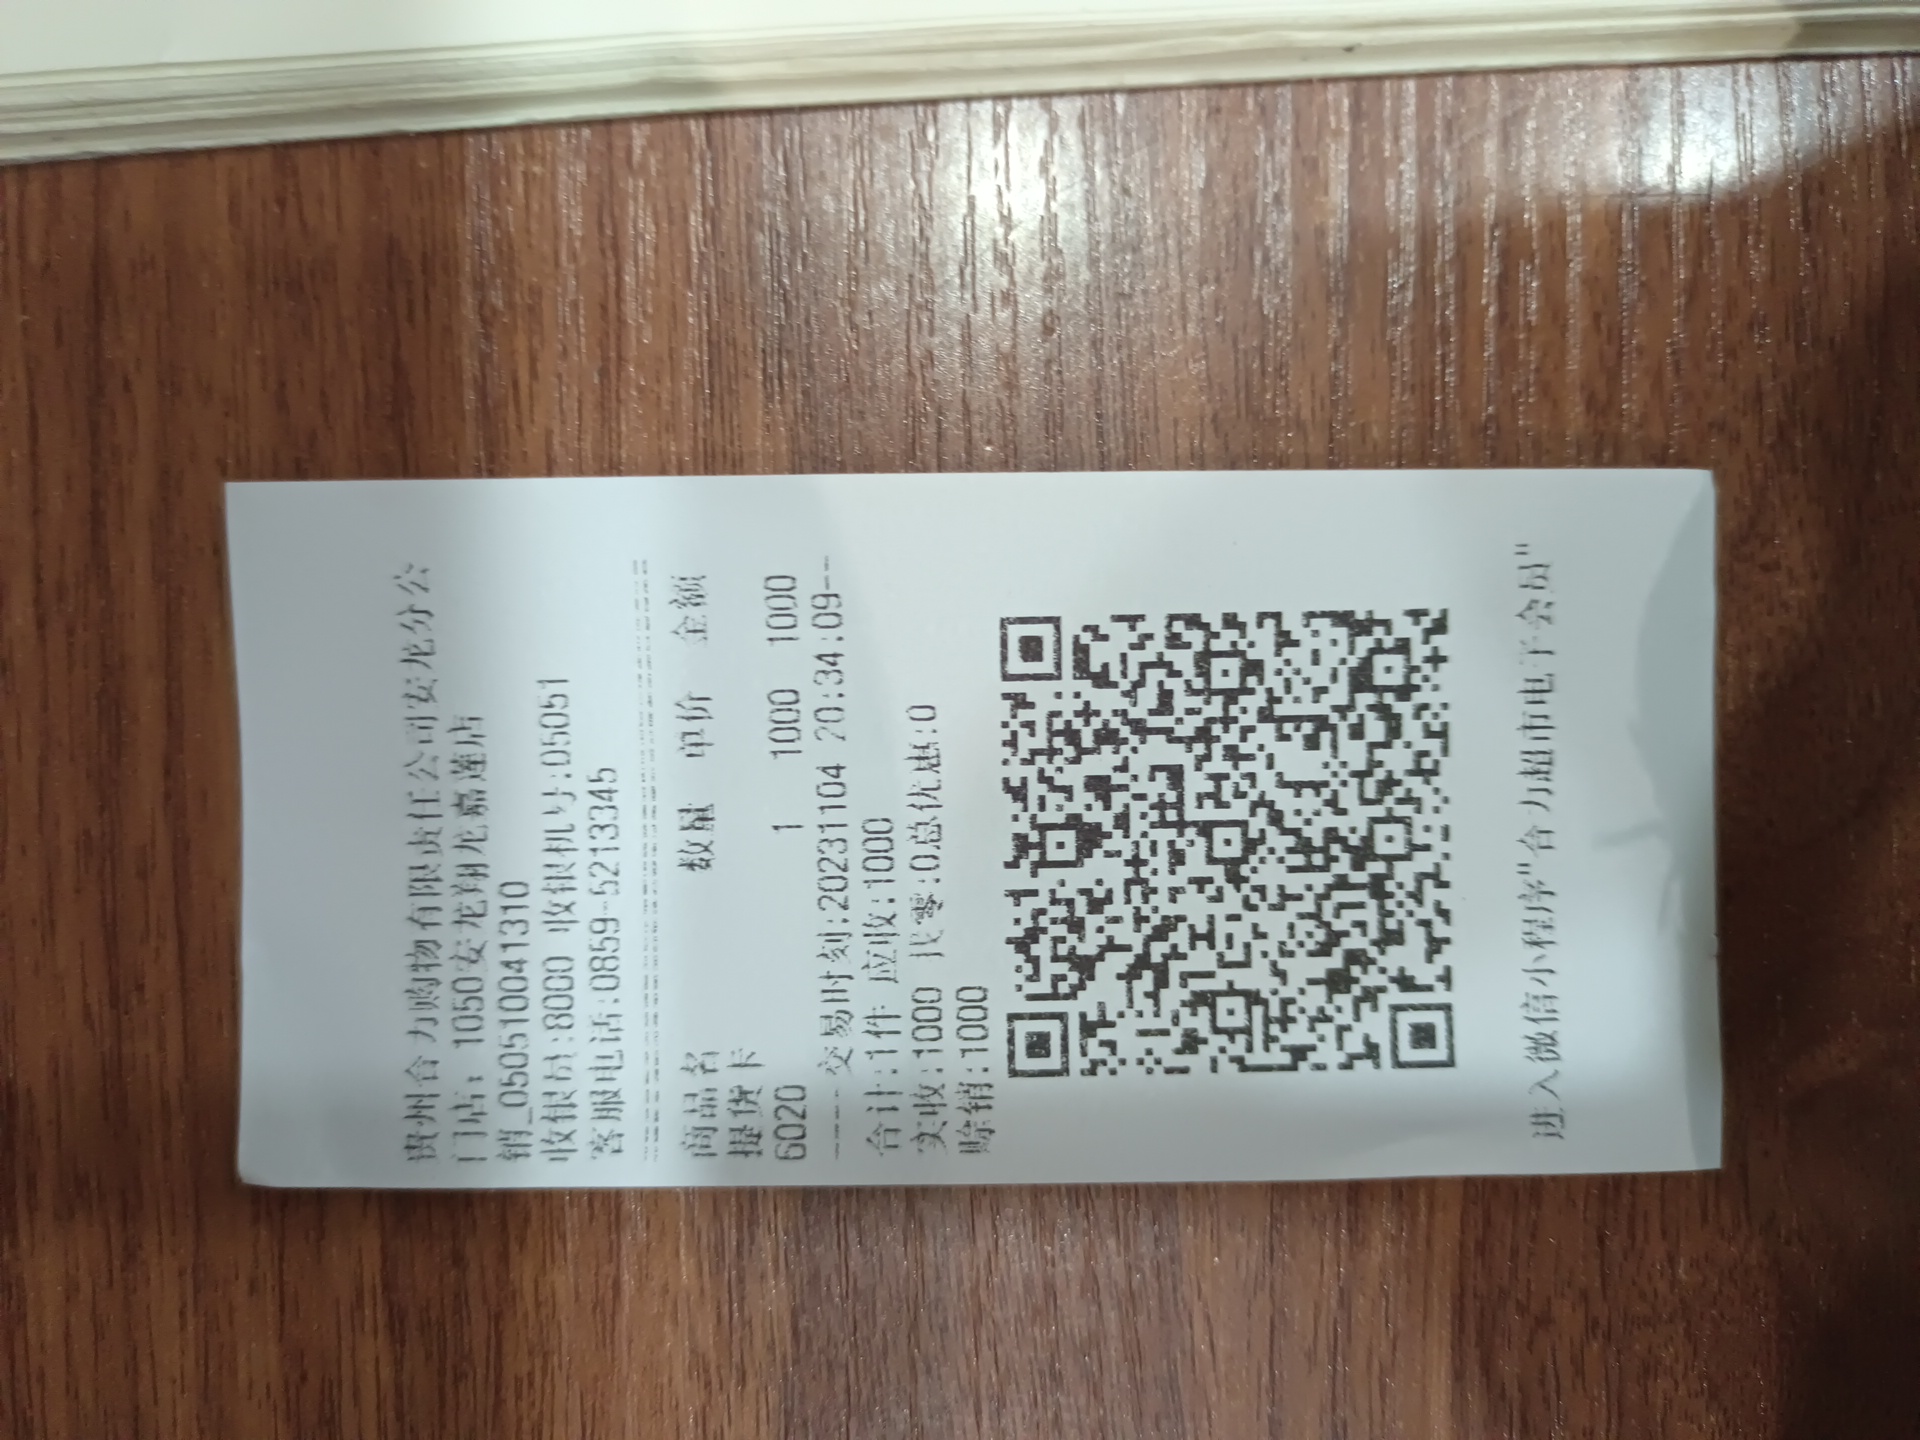 贵州合力购物有限责任公司安龙分公
门店：1050安龙翔龙嘉莲店
销_0505100041310
收银员:8000 收银机号:05051
客服电话:0859-5213345
商品名 数量 单价 金额
提货卡
6020 1 1000 1000
----交易时刻:20231104 20:34:09--
合计:1件 应收:1000
实收:1000 找零:0总优惠:0
赊销:1000
进入微信小程序"合力超市电子会员"